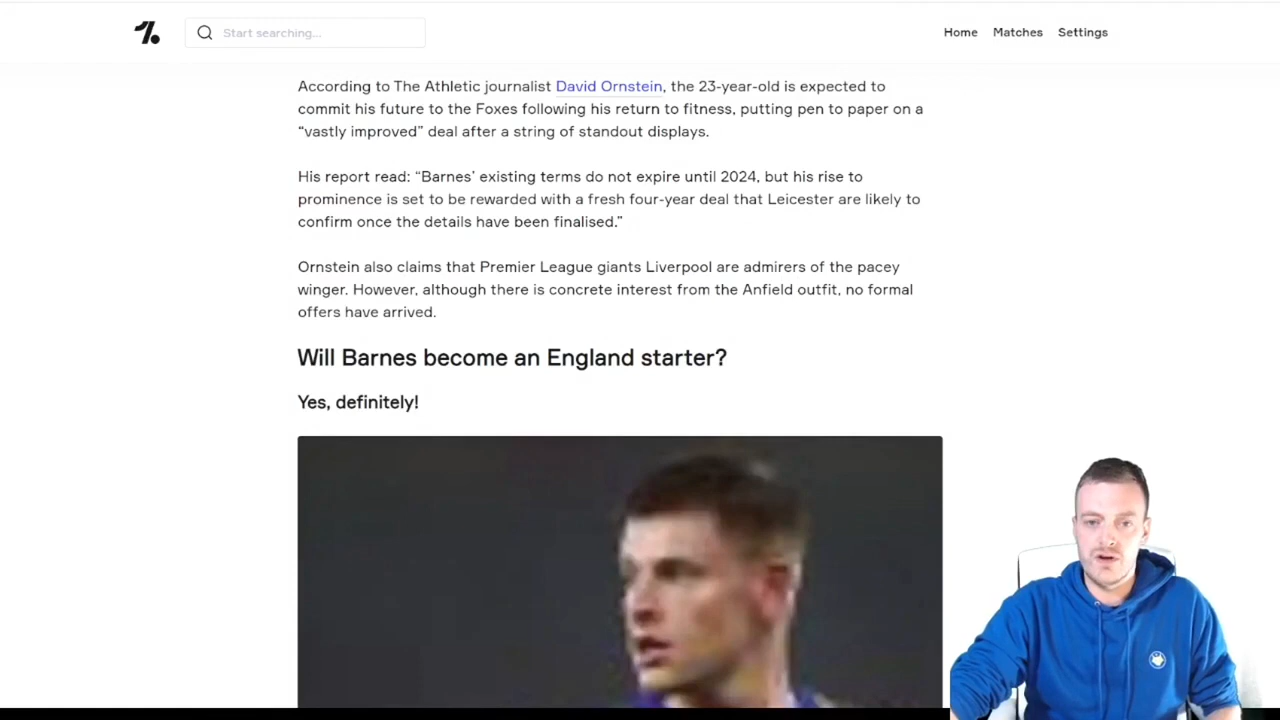 Start searching...
Home Matches Settings
According to The Athletic journalist David Ornstein, the 23-year-old is expected to
commit his future to the Foxes following his return to fitness, putting pen to paper on a
“vastly improved” deal after a string of standout displays.
His report read: “Barnes’ existing terms do not expire until 2024, but his rise to
prominence is set to be rewarded with a fresh four-year deal that Leicester are likely to
confirm once the details have been finalised.”
Ornstein also claims that Premier League giants Liverpool are admirers of the pacey
winger. However, although there is concrete interest from the Anfield outfit, no formal
offers have arrived.
Will Barnes become an England starter?
Yes, definitely!